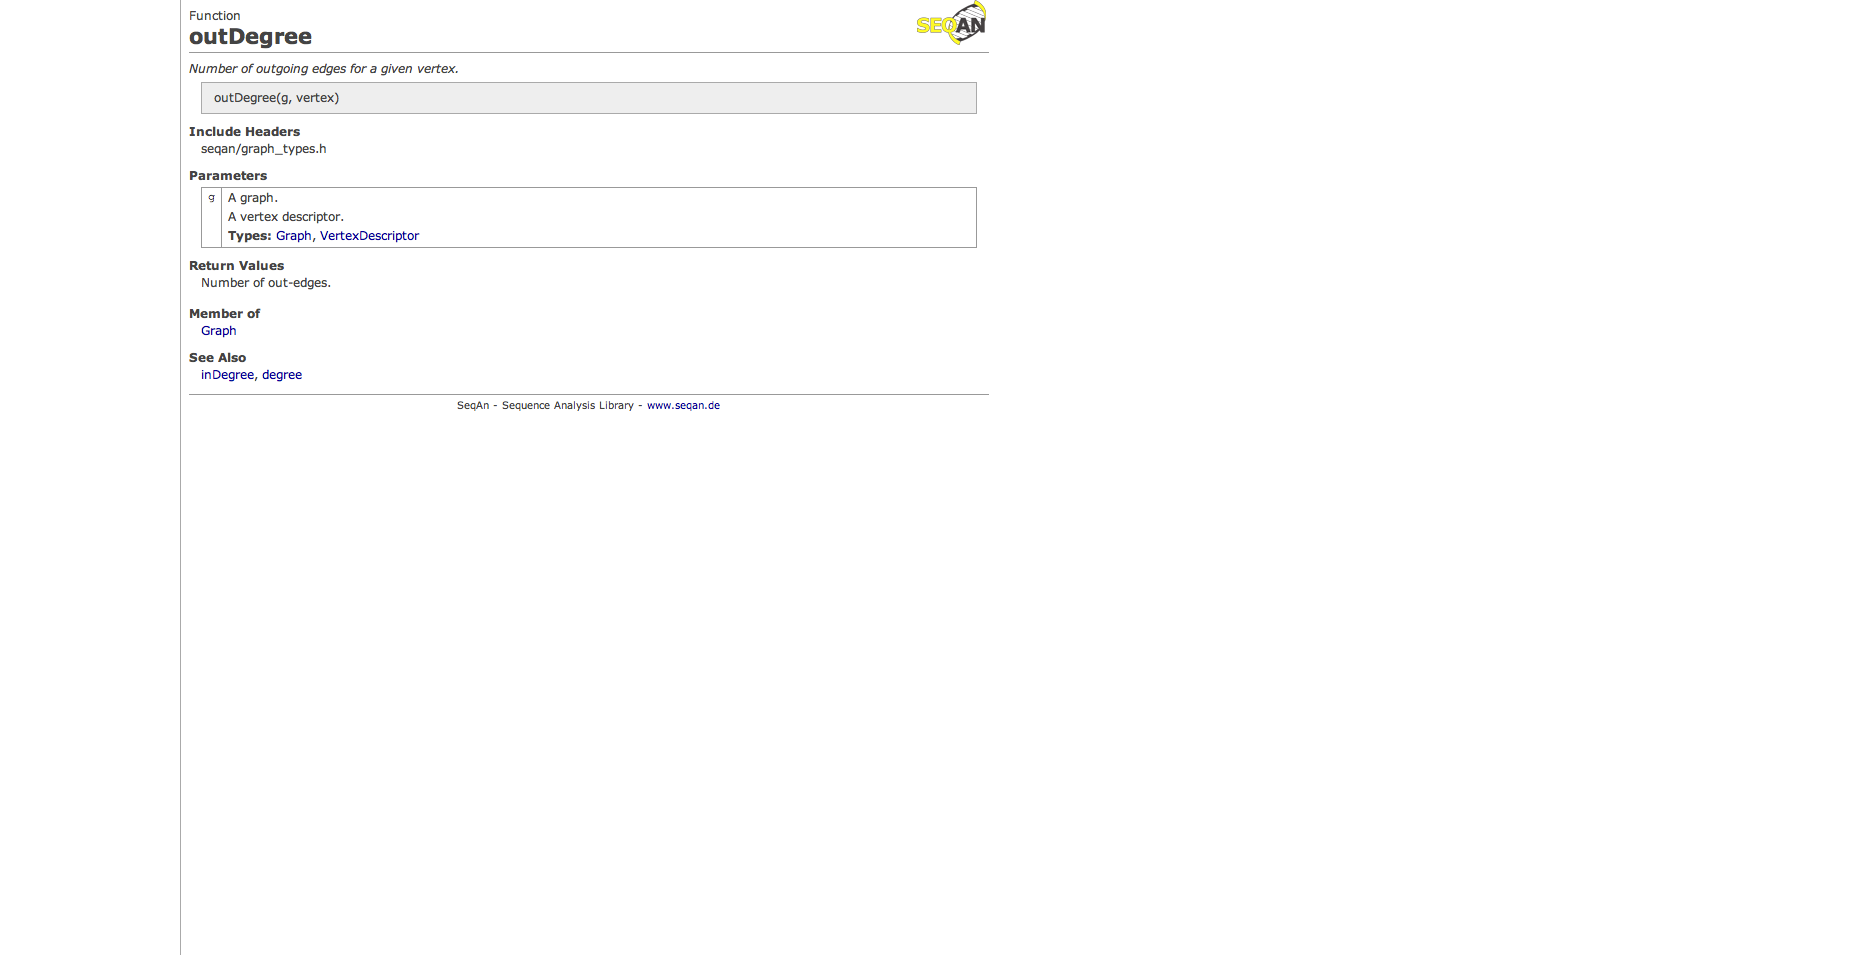 Function
outDegree
SEQAN
Number of outgoing edges for a given vertex.
outDegree(g, vertex)
Include Headers
seqan/graph_types.h
Parameters
g A graph.
A vertex descriptor.
Types: Graph, VertexDescriptor
Return Values
Number of out-edges.
Member of
Graph
See Also
inDegree, degree
SeqAn - Sequence Analysis Library - www.seqan.de